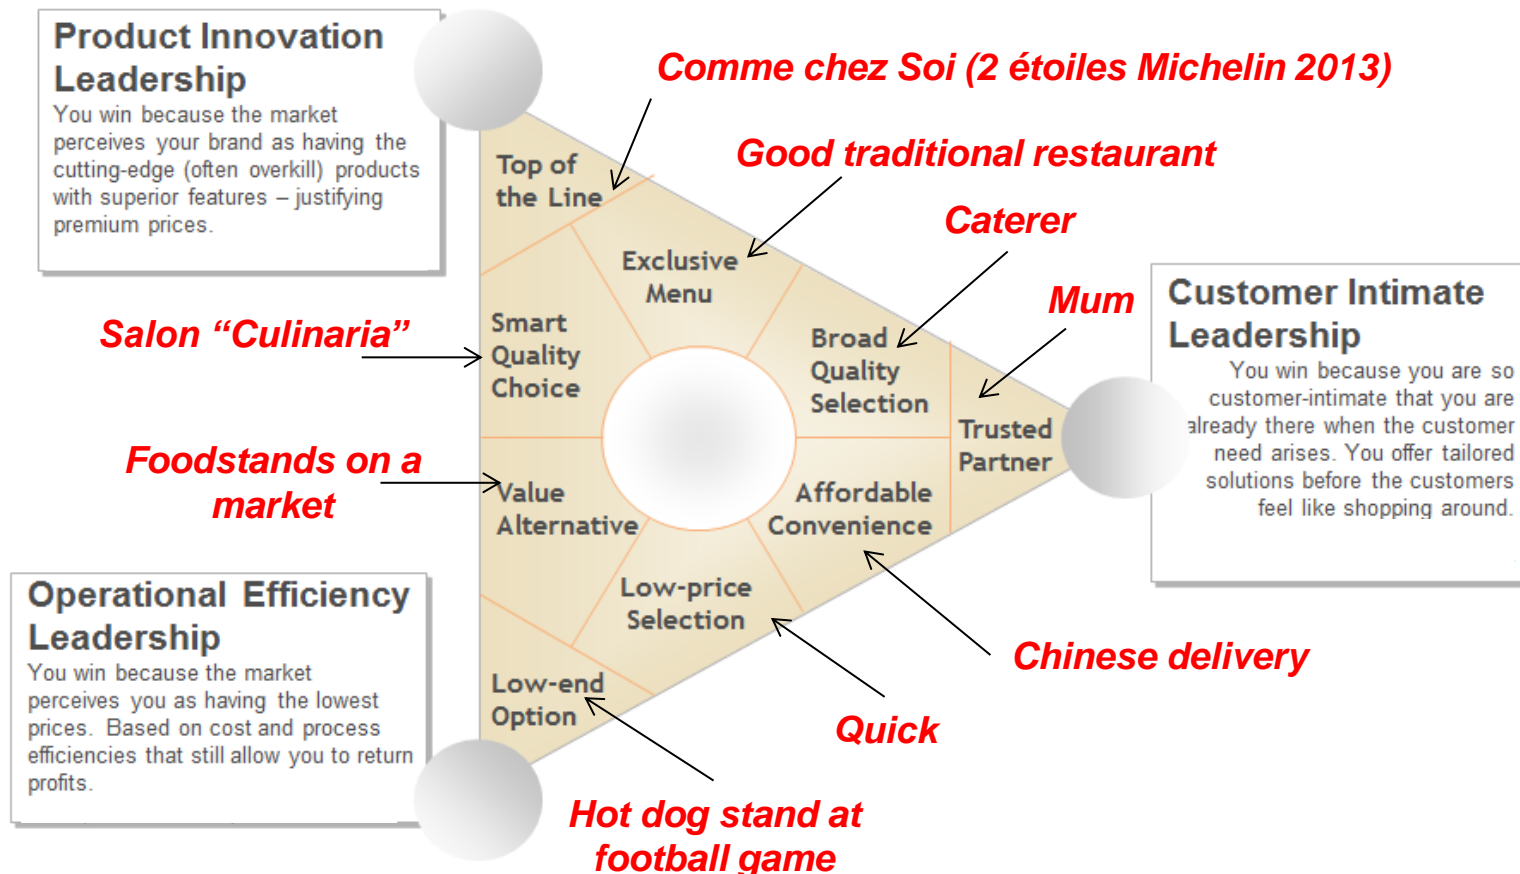 Product Innovation
Leadership
You win because the market
perceives your brand as having the
cutting-edge (often overkill) products
with superior features – justifying
premium prices.
Comme chez Soi (2 étoiles Michelin 2013)
Good traditional restaurant
Caterer
Mum
Top of
the Line
Exclusive
Menu
Salon “Culinaria”
Smart
Quality
Choice
Broad
Quality
Selection
Customer Intimate
Leadership
You win because you are so
customer-intimate that you are
already there when the customer
need arises. You offer tailored
solutions before the customers
feel like shopping around.
Trusted
Partner
Foodstands on a
market
Value
Alternative
Affordable
Convenience
Low-price
Selection
Operational Efficiency
Leadership
You win because the market
perceives you as having the lowest
prices. Based on cost and process
efficiencies that still allow you to return
profits.
Low-end
Option
Chinese delivery
Quick
Hot dog stand at
football game